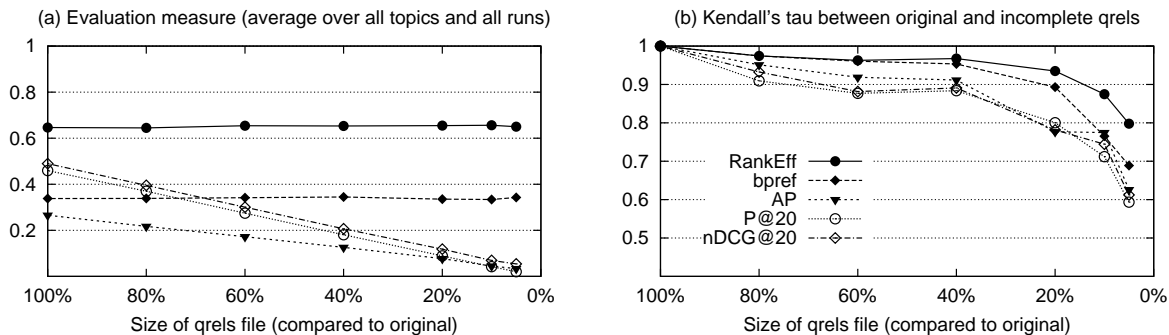 (a) Evaluation measure (average over all topics and all runs)
1
0.8
0.6
0.4
0.2
100%
80%
60%
40%
20%
0%
Size of qrels file (compared to original)
(b) Kendall's tau between original and incomplete qrels
1
0.9
0.8
0.7
0.6
0.5
RankEff
bpref
AP
P@20
nDCG@20
100%
80%
60%
40%
20%
0%
Size of qrels file (compared to original)